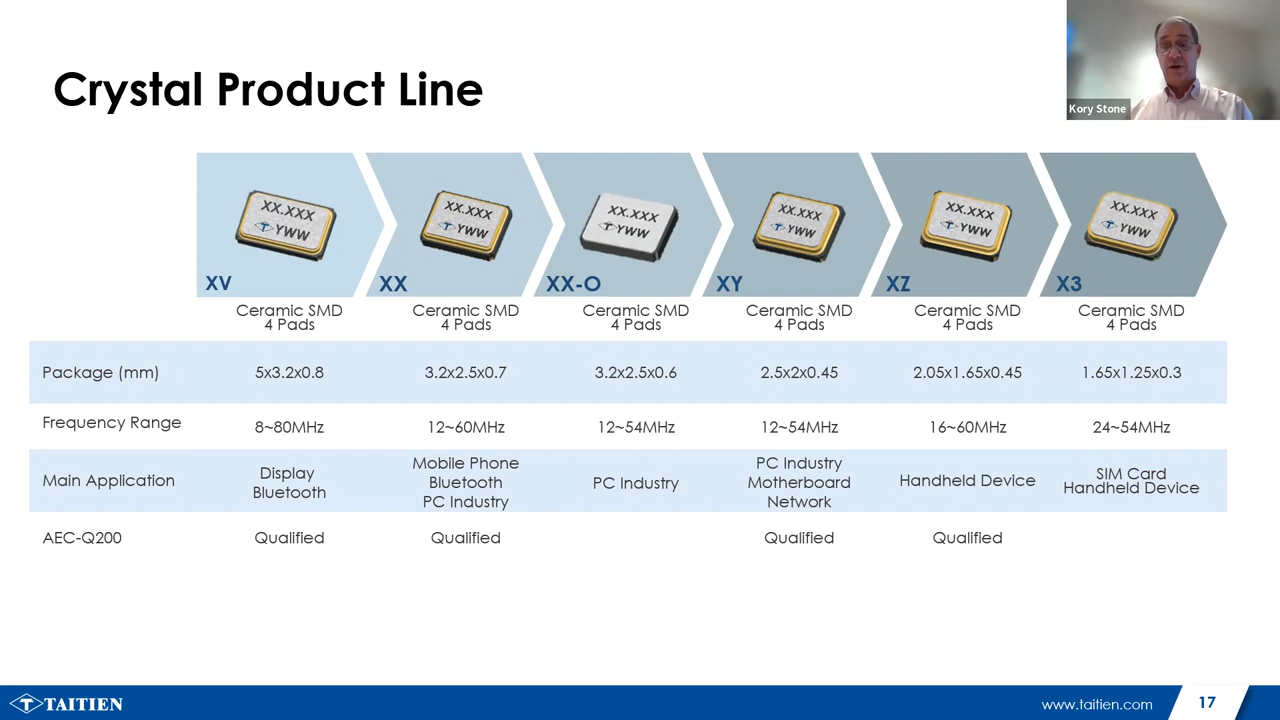 Crystal Product Line
Kory Stone
XX.XXX
T YWW
XX.XXX
T YWW
XX.XXX
T YWW
XX.XXX
T YWW
XX.XXX
T YWW
XX.XXX
T YWW
XV
XX
XX-O
XY
XZ
X3
Ceramic SMD
4 Pads
Ceramic SMD
4 Pads
Ceramic SMD
4 Pads
Ceramic SMD
4 Pads
Ceramic SMD
4 Pads
Ceramic SMD
4 Pads
Package (mm) 5x3.2x0.8 3.2x2.5x0.7 3.2x2.5x0.6 2.5x2x0.45 2.05x1.65x0.45 1.65x1.25x0.3
Frequency Range 8~80MHz 12~60MHz 12~54MHz 12~54MHz 16~60MHz 24~54MHz
Main Application
Display
Bluetooth
Mobile Phone
Bluetooth
PC Industry
PC Industry
PC Industry
Motherboard
Network
Handheld Device
SIM Card
Handheld Device
AEC-Q200 Qualified Qualified Qualified Qualified
T TAITIEN
www.taitien.com
17